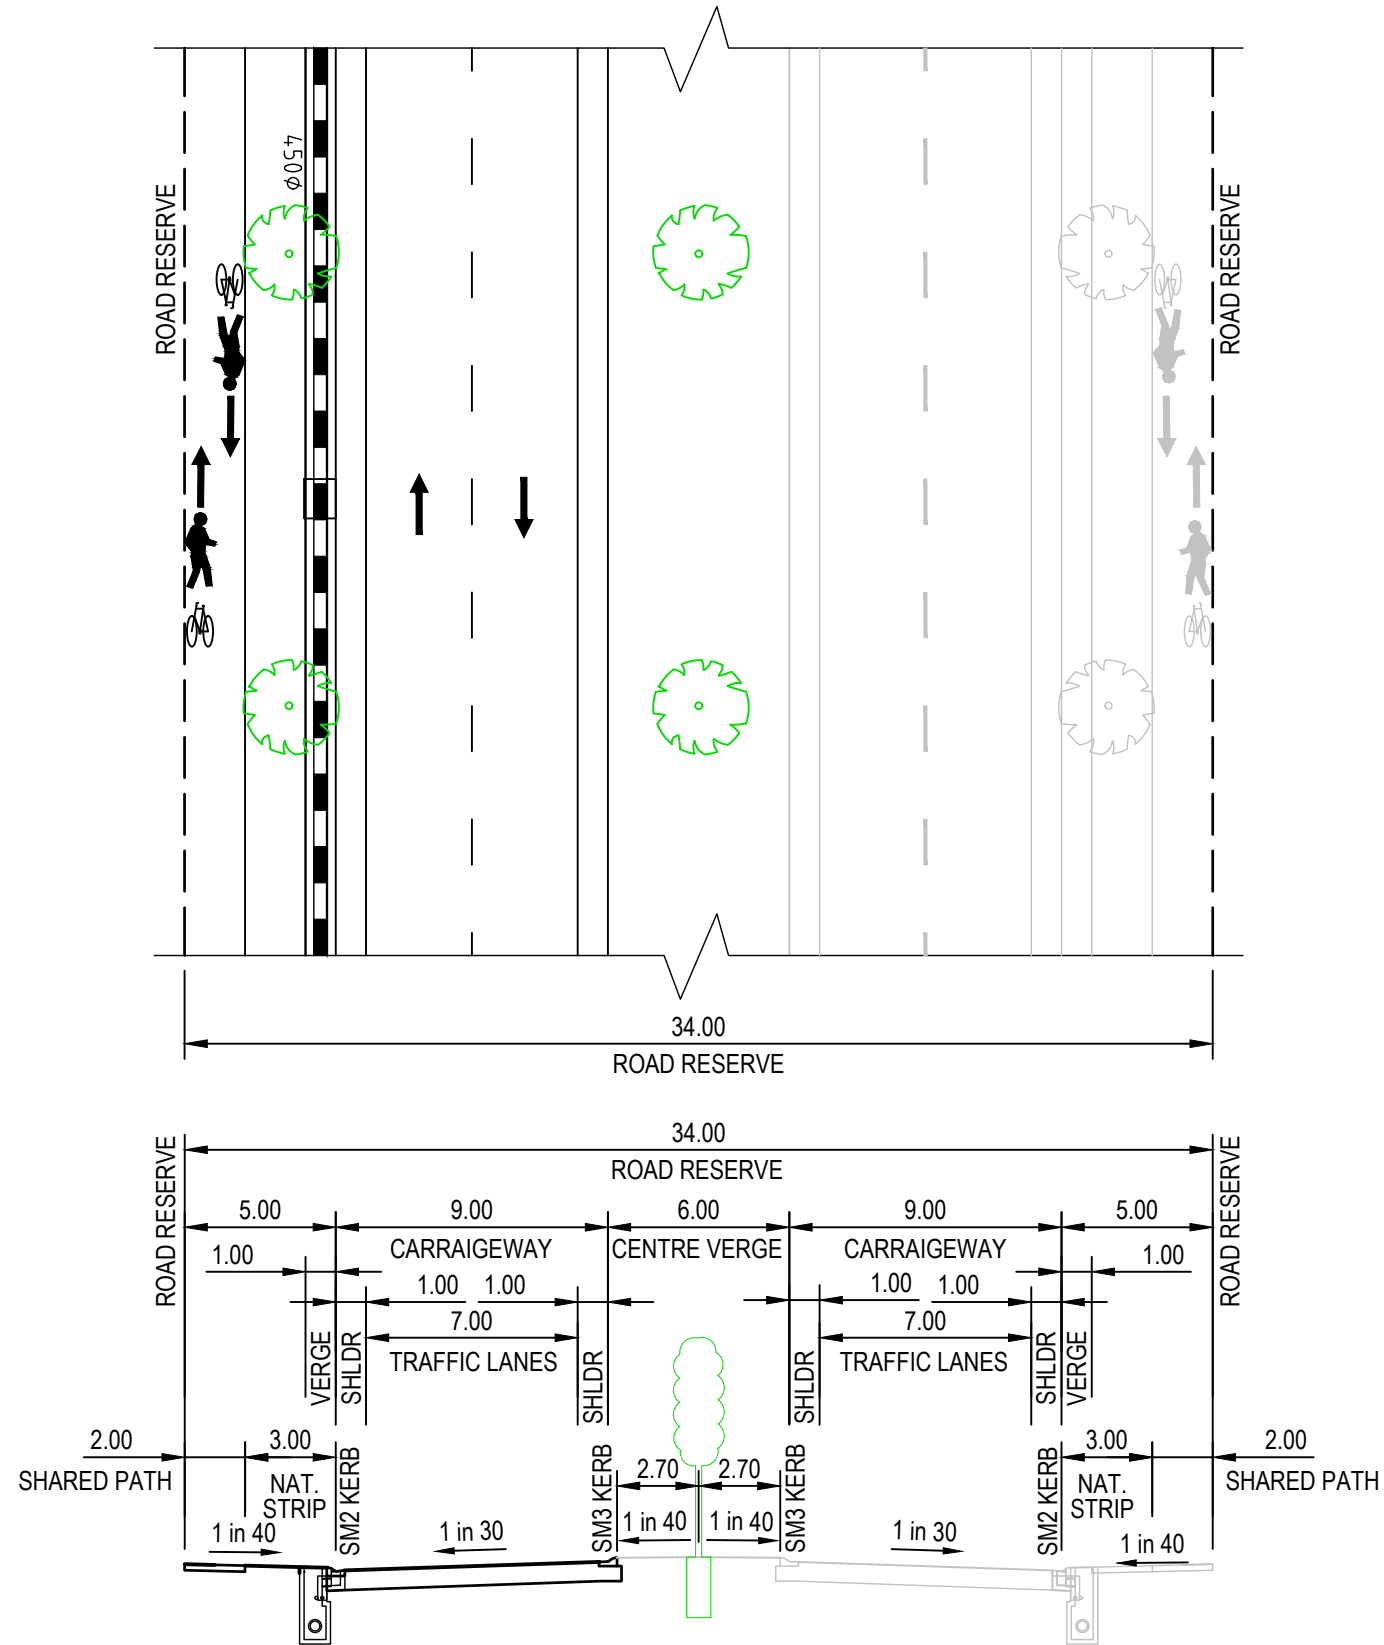 450Φ
ROAD RESERVE
ROAD RESERVE
34.00
ROAD RESERVE
34.00
ROAD RESERVE
ROAD RESERVE
ROAD RESERVE
5.00
9.00
6.00
9.00
5.00
CARRAIGEWAY
CENTRE VERGE
CARRAIGEWAY
1.00
1.00
1.00
1.00
1.00
1.00
7.00
7.00
TRAFFIC LANES
TRAFFIC LANES
VERGE
SHLDR
SHLDR
SHLDR
SHLDR
VERGE
2.00
3.00
2.70
2.70
3.00
2.00
SHARED PATH
NAT.
STRIP
SM2 KERB
SM3 KERB
SM3 KERB
SM2 KERB
NAT.
STRIP
SHARED PATH
1 in 40
1 in 30
1 in 40
1 in 40
1 in 30
1 in 40